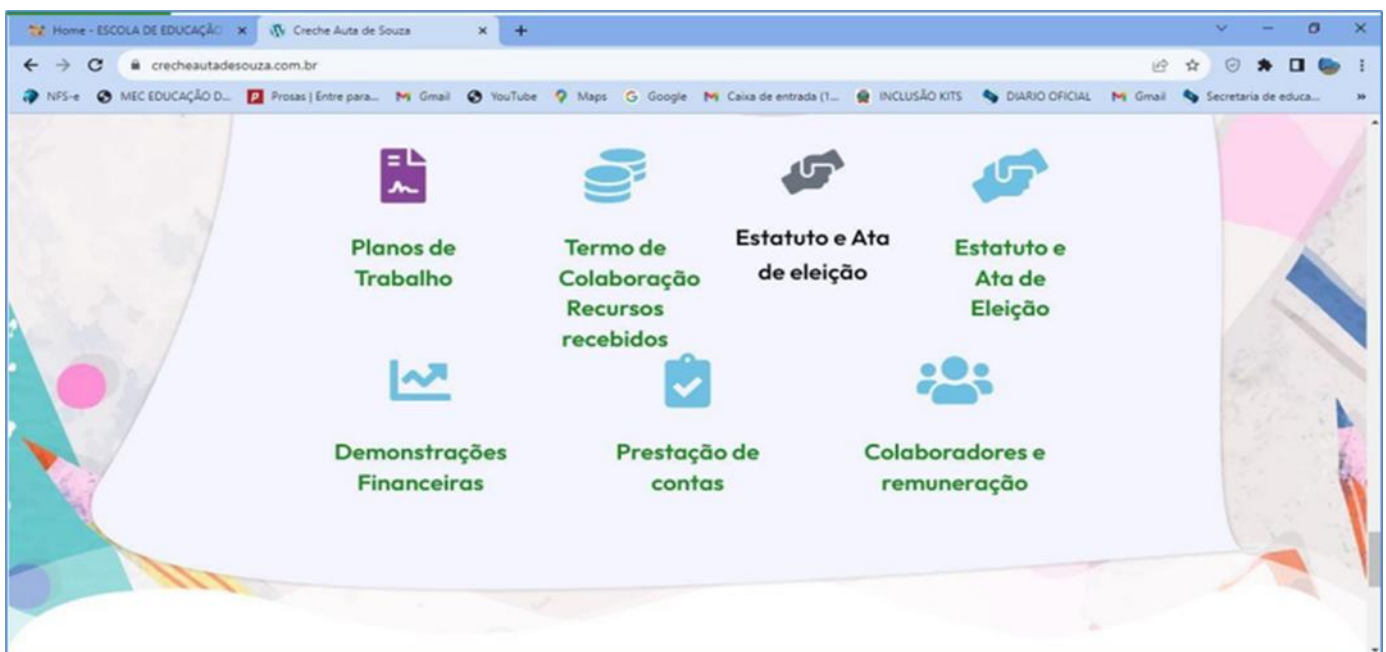 Home - ESCOLA DE EDUCAÇÃO
Creche Auta de Souza
crecheautadesouza.com.br
NFS-e
MEC EDUCAÇÃO D...
Prosas | Entre para...
Gmail
YouTube
Maps
Google
Caixa de entrada (1...
INCLUSÃO KITS
DIARIO OFICIAL
Gmail
Secretaria de educa...
Planos de
Trabalho
Termo de
Colaboração
Recursos
recebidos
Estatuto e Ata
de eleição
Estatuto e
Ata de
Eleição
Demonstrações
Financeiras
Prestação de
contas
Colaboradores e
remuneração